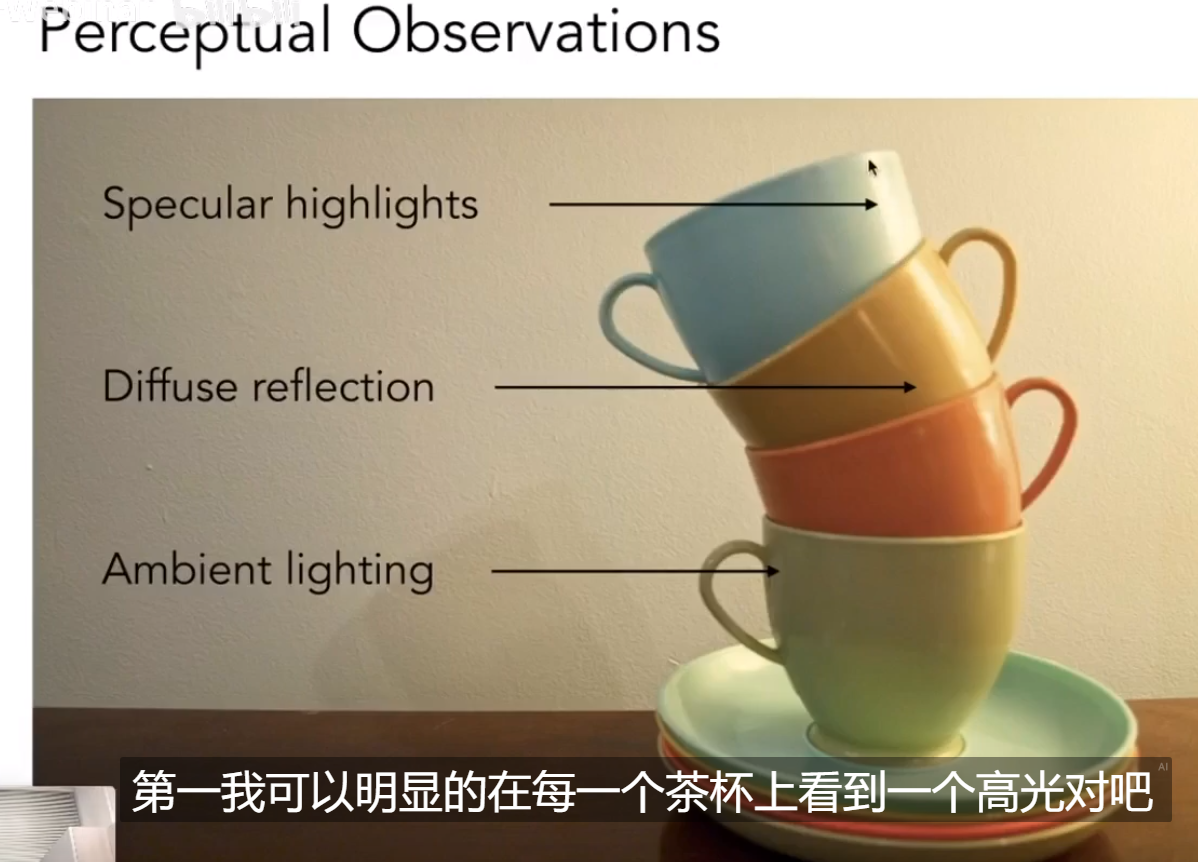 Perceptual Observations
Specular highlights
Diffuse reflection
Ambient lighting
AI
第一我可以明显的在每一个茶杯上看到一个高光对吧